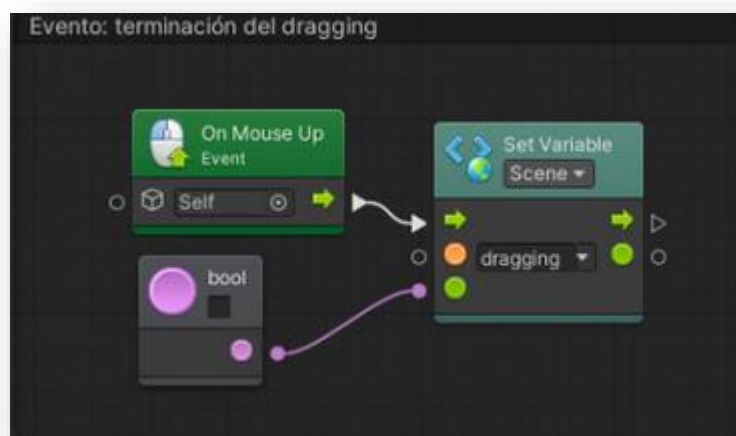 Evento: terminación del dragging
On Mouse Up
Event
Self
bool
Set Variable
Scene
dragging